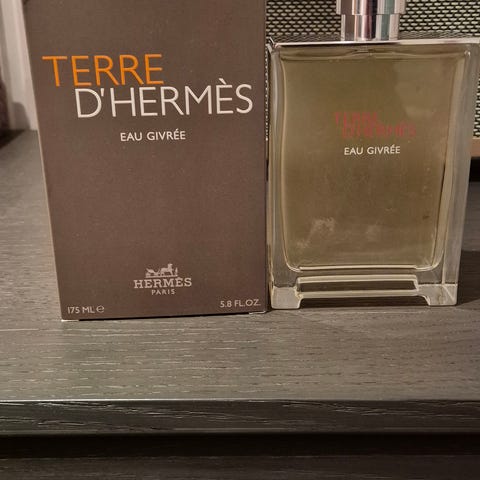 TERRE
D'HERMÈS
EAU GIVRÉE
HERMÈS
PARIS
175 ML ℮
5.8 FL.OZ.
TERRE
D'HERMÈS
EAU GIVRÉE